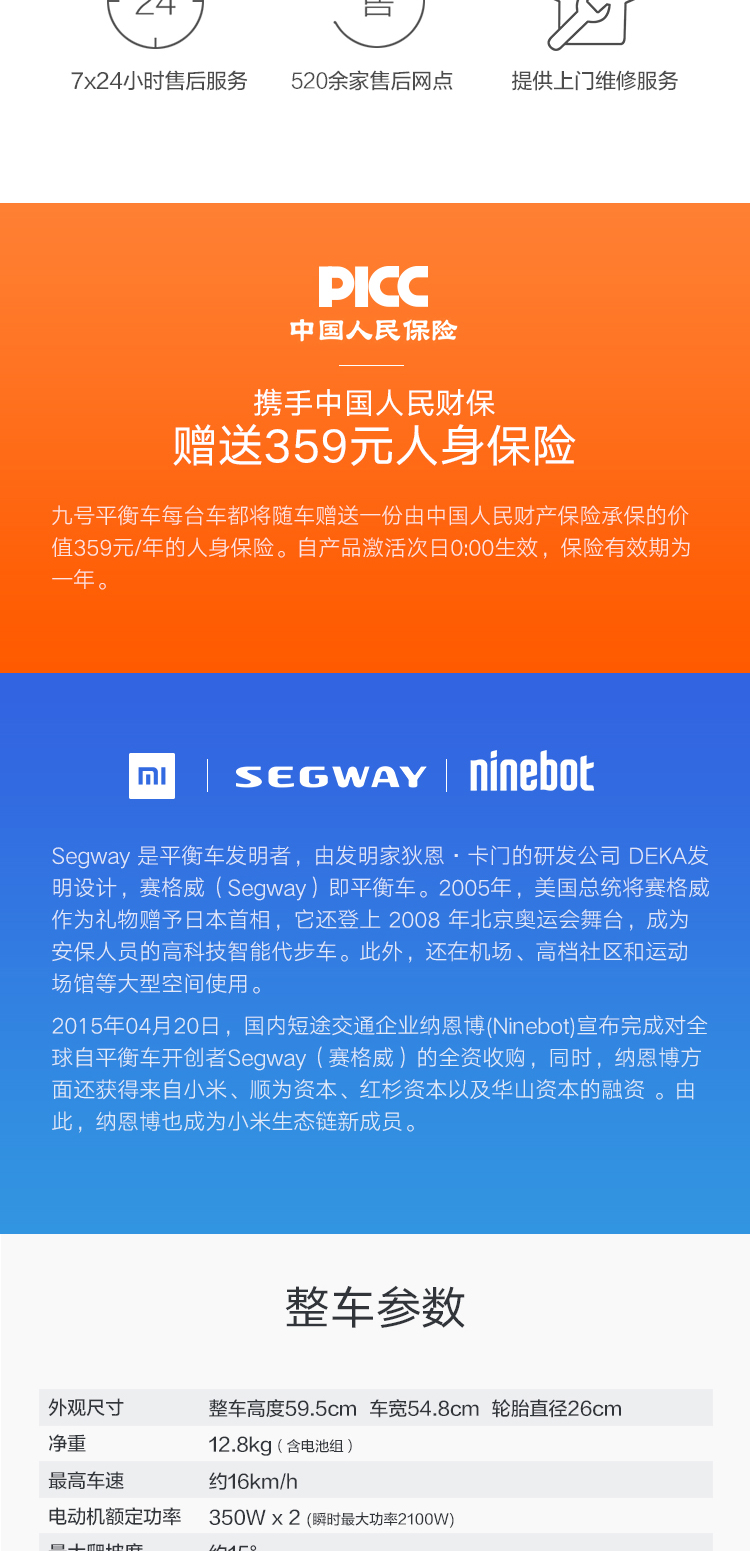 24
售
7x24小时售后服务
520余家售后网点
提供上门维修服务
PICC
中国人民保险
携手中国人民财保
赠送359元人身保险
九号平衡车每台车都将随车赠送一份由中国人民财产保险承保的价
值359元/年的人身保险。自产品激活次日0:00生效，保险有效期为
一年。
mi
SEGWAY
ninebot
Segway 是平衡车发明者，由发明家狄恩·卡门的研发公司 DEKA发
明设计，赛格威（Segway）即平衡车。2005年，美国总统将赛格威
作为礼物赠予日本首相，它还登上 2008 年北京奥运会舞台，成为
安保人员的高科技智能代步车。此外，还在机场、高档社区和运动
场馆等大型空间使用。
2015年04月20日，国内短途交通企业纳恩博(Ninebot)宣布完成对全
球自平衡车开创者Segway（赛格威）的全资收购，同时，纳恩博方
面还获得来自小米、顺为资本、红杉资本以及华山资本的融资 。由
此，纳恩博也成为小米生态链新成员。
整车参数
外观尺寸 整车高度59.5cm 车宽54.8cm 轮胎直径26cm
净重 12.8kg（含电池组）
最高车速 约16km/h
电动机额定功率 350W x 2 (瞬时最大功率2100W)
最大爬坡度 约15°